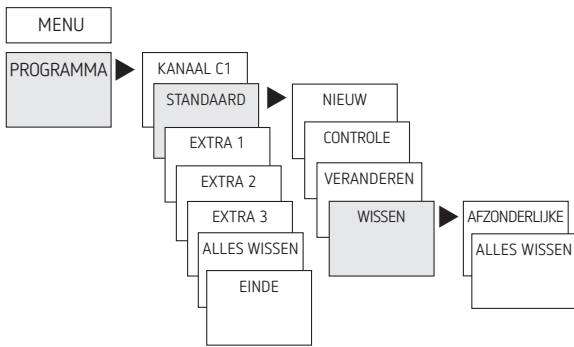 MENU
PROGRAMMA
KANAAL C1
STANDAARD
EXTRA 1
EXTRA 2
EXTRA 3
ALLES WISSEN
EINDE
NIEUW
CONTROLE
VERANDEREN
WISSEN
AFZONDERLIJKE
ALLES WISSEN